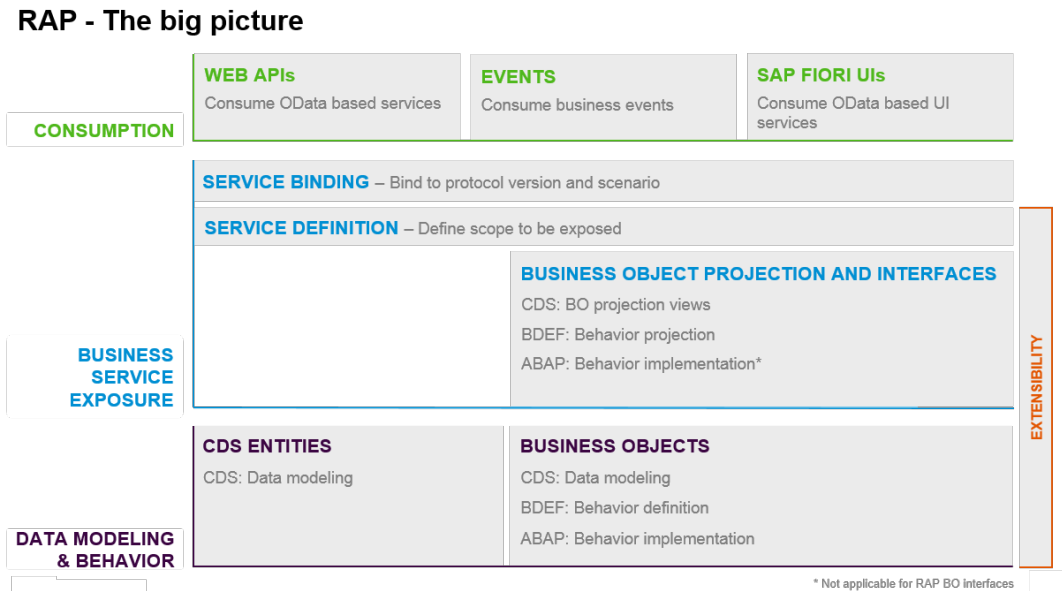 RAP - The big picture
WEB APIs
Consume OData based services
EVENTS
Consume business events
SAP FIORI UIs
Consume OData based UI
services
CONSUMPTION
SERVICE BINDING – Bind to protocol version and scenario
SERVICE DEFINITION – Define scope to be exposed
BUSINESS OBJECT PROJECTION AND INTERFACES
CDS: BO projection views
BDEF: Behavior projection
ABAP: Behavior implementation*
BUSINESS
SERVICE
EXPOSURE
EXTENSIBILITY
CDS ENTITIES
CDS: Data modeling
BUSINESS OBJECTS
CDS: Data modeling
BDEF: Behavior definition
ABAP: Behavior implementation
DATA MODELING
& BEHAVIOR
* Not applicable for RAP BO interfaces